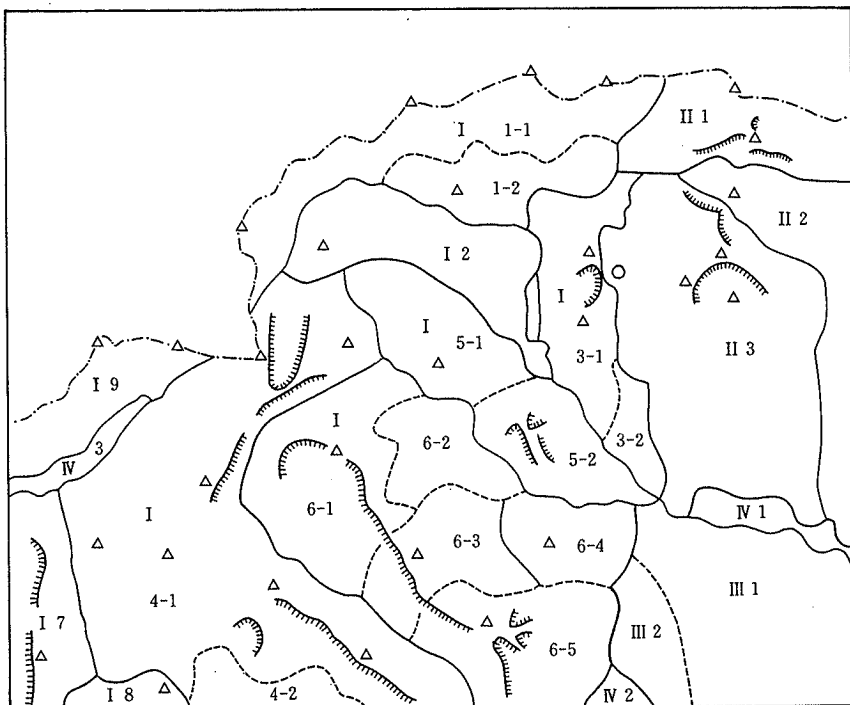 I 1-1
II 1
1-2
II 2
I 2
I
3-1
I
5-1
II 3
I 9
3
IV
I
6-2
3-2
5-2
6-1
I
4-1
IV 1
6-3
6-4
III 1
I 7
III 2
6-5
I 8
4-2
IV 2